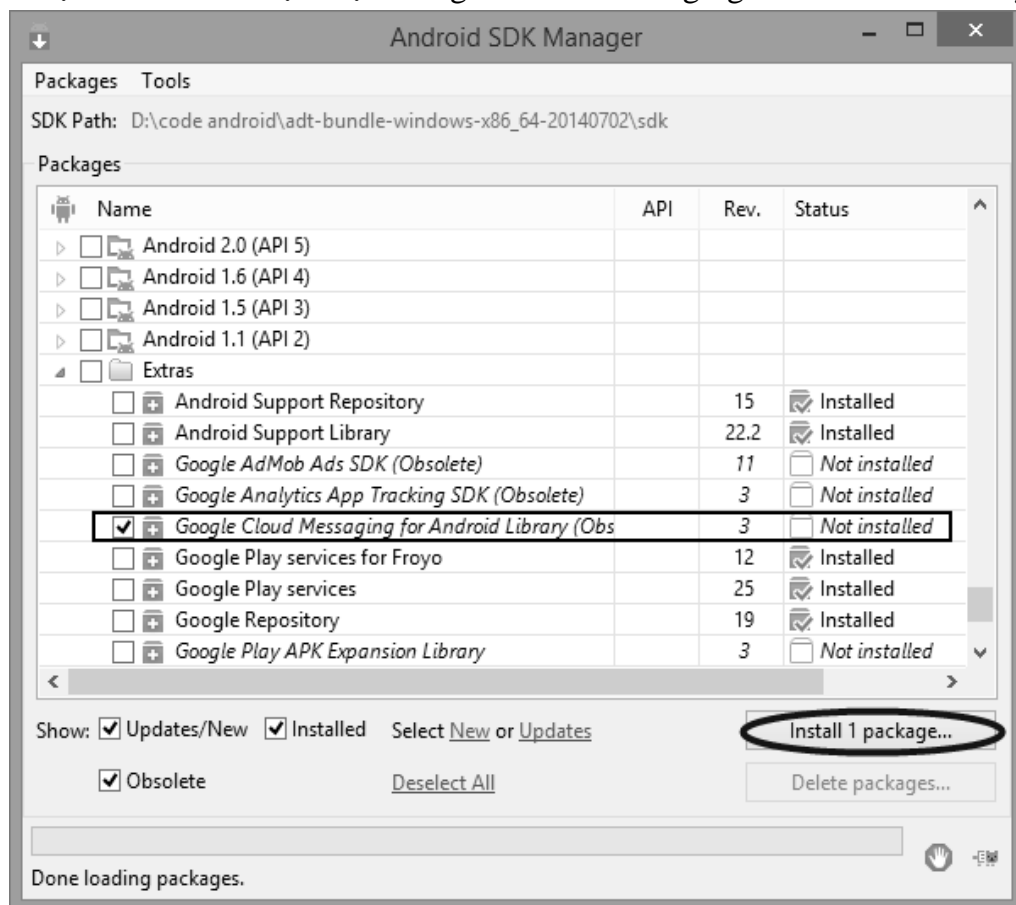 Android SDK Manager
Packages Tools
SDK Path: D:\code android\adt-bundle-windows-x86_64-20140702\sdk
Packages
Name API Rev. Status
Android 2.0 (API 5)
Android 1.6 (API 4)
Android 1.5 (API 3)
Android 1.1 (API 2)
Extras
Android Support Repository 15 Installed
Android Support Library 22.2 Installed
Google AdMob Ads SDK (Obsolete) 11 Not installed
Google Analytics App Tracking SDK (Obsolete) 3 Not installed
Google Cloud Messaging for Android Library (Obs 3 Not installed
Google Play services for Froyo 12 Installed
Google Play services 25 Installed
Google Repository 19 Installed
Google Play APK Expansion Library 3 Not installed
Show: Updates/New Installed Select New or Updates Install 1 package...
Obsolete Deselect All Delete packages...
Done loading packages.